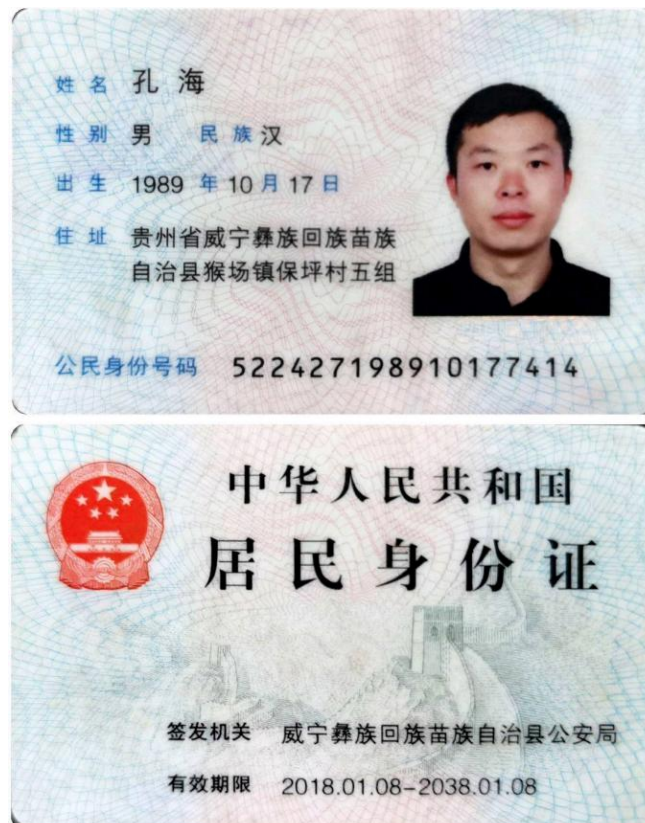 姓名 孔海
性别 男 民族 汉
出生 1989 年 10 月 17 日
住址 贵州省威宁彝族回族苗族
自治县猴场镇保坪村五组
公民身份号码 522427198910177414
中华人民共和国
居民身份证
签发机关 威宁彝族回族苗族自治县公安局
有效期限 2018.01.08-2038.01.08